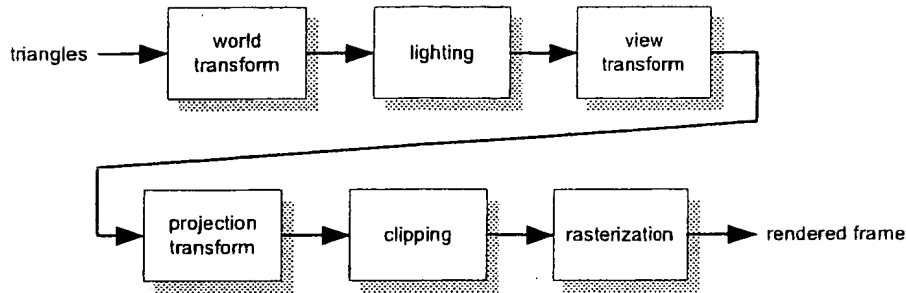 triangles
world
transform
lighting
view
transform
projection
transform
clipping
rasterization
rendered frame